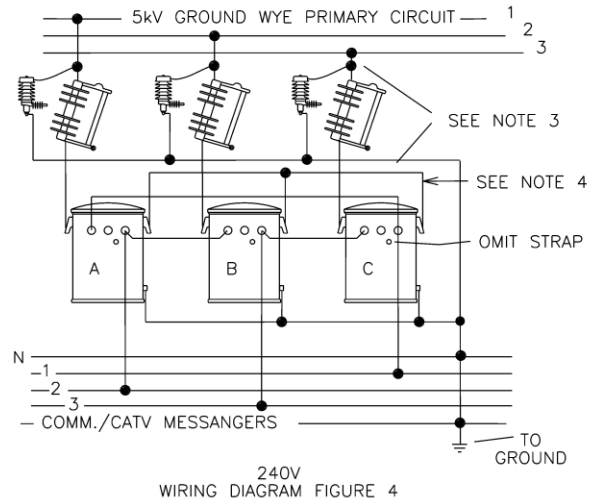 5kV GROUND WYE PRIMARY CIRCUIT
1
2
3
SEE NOTE 3
SEE NOTE 4
OMIT STRAP
A
B
C
N
1
2
3
COMM./CATV MESSANGERS
TO
GROUND
240V
WIRING DIAGRAM FIGURE 4